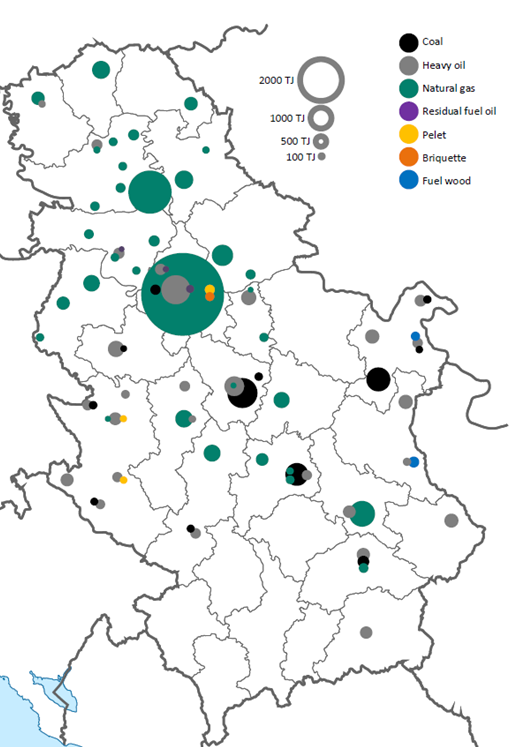 Coal
Heavy oil
2000 TJ
Natural gas
Residual fuel oil
1000 TJ
Pelet
500 TJ
100 TJ
Briquette
Fuel wood